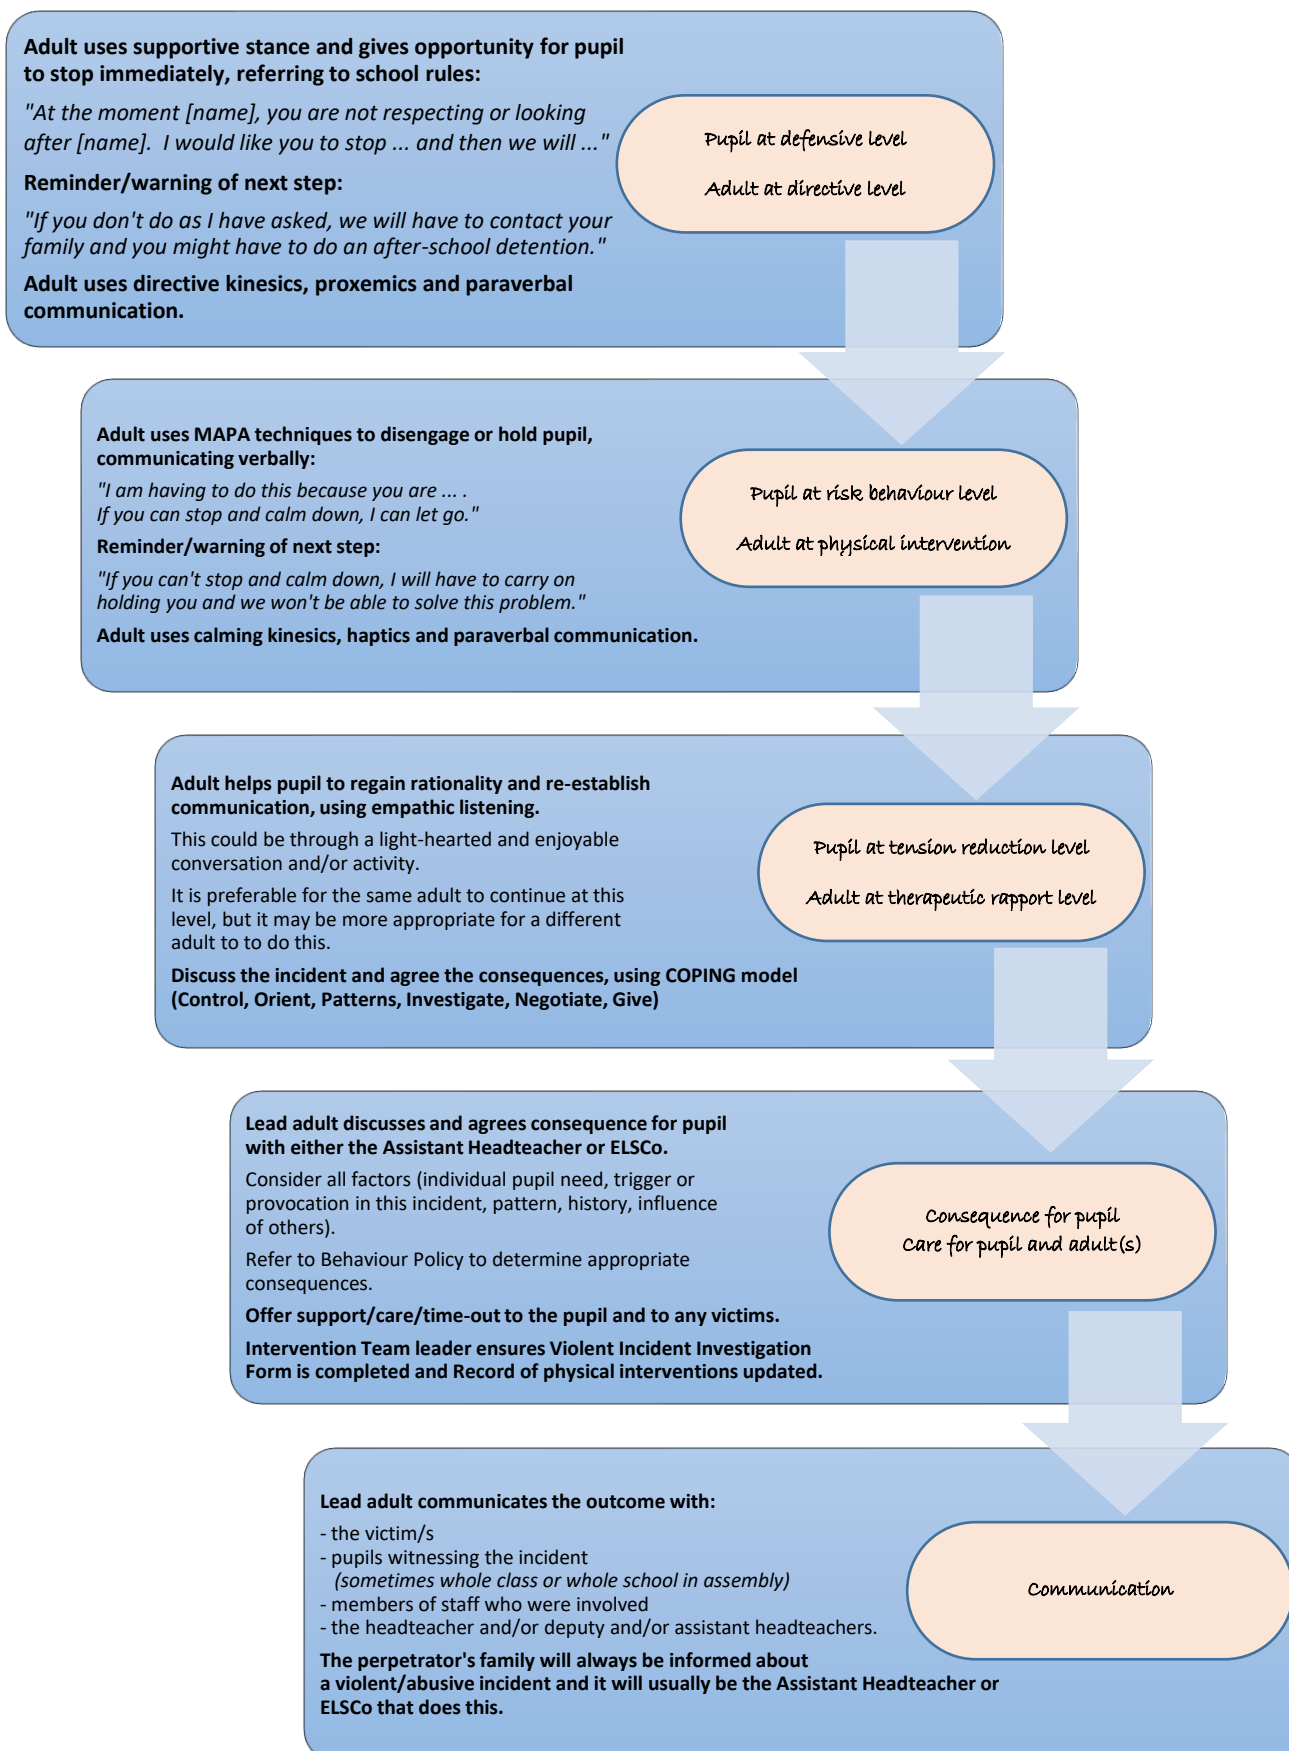 Adult uses supportive stance and gives opportunity for pupil
to stop immediately, referring to school rules:
"At the moment [name], you are not respecting or looking
after [name].  I would like you to stop ... and then we will ..."
Reminder/warning of next step:
"If you don't do as I have asked, we will have to contact your
family and you might have to do an after-school detention."
Adult uses directive kinesics, proxemics and paraverbal
communication.
Pupil at defensive level
Adult at directive level
Adult uses MAPA techniques to disengage or hold pupil,
communicating verbally:
"I am having to do this because you are ... .
If you can stop and calm down, I can let go."
Reminder/warning of next step:
"If you can't stop and calm down, I will have to carry on
holding you and we won't be able to solve this problem."
Adult uses calming kinesics, haptics and paraverbal communication.
Pupil at risk behaviour level
Adult at physical intervention
Adult helps pupil to regain rationality and re-establish
communication, using empathic listening.
This could be through a light-hearted and enjoyable
conversation and/or activity.
It is preferable for the same adult to continue at this
level, but it may be more appropriate for a different
adult to to do this.
Discuss the incident and agree the consequences, using COPING model
(Control, Orient, Patterns, Investigate, Negotiate, Give)
Pupil at tension reduction level
Adult at therapeutic rapport level
Lead adult discusses and agrees consequence for pupil
with either the Assistant Headteacher or ELSCo.
Consider all factors (individual pupil need, trigger or
provocation in this incident, pattern, history, influence
of others).
Refer to Behaviour Policy to determine appropriate
consequences.
Offer support/care/time-out to the pupil and to any victims.
Intervention Team leader ensures Violent Incident Investigation
Form is completed and Record of physical interventions updated.
Consequence for pupil
Care for pupil and adult(s)
Lead adult communicates the outcome with:
- the victim/s
- pupils witnessing the incident
(sometimes whole class or whole school in assembly)
- members of staff who were involved
- the headteacher and/or deputy and/or assistant headteachers.
The perpetrator's family will always be informed about
a violent/abusive incident and it will usually be the Assistant Headteacher or
ELSCo that does this.
Communication